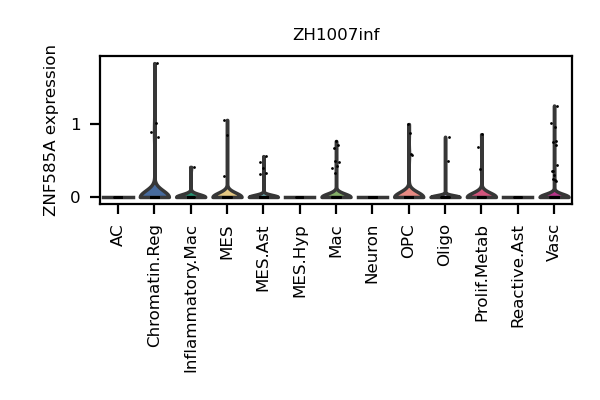 ZH1007inf
ZNF585A expression
1
0
AC
Chromatin.Reg
Inflammatory.Mac
MES
MES.Ast
MES.Hyp
Mac
Neuron
OPC
Oligo
Prolif.Metab
Reactive.Ast
Vasc